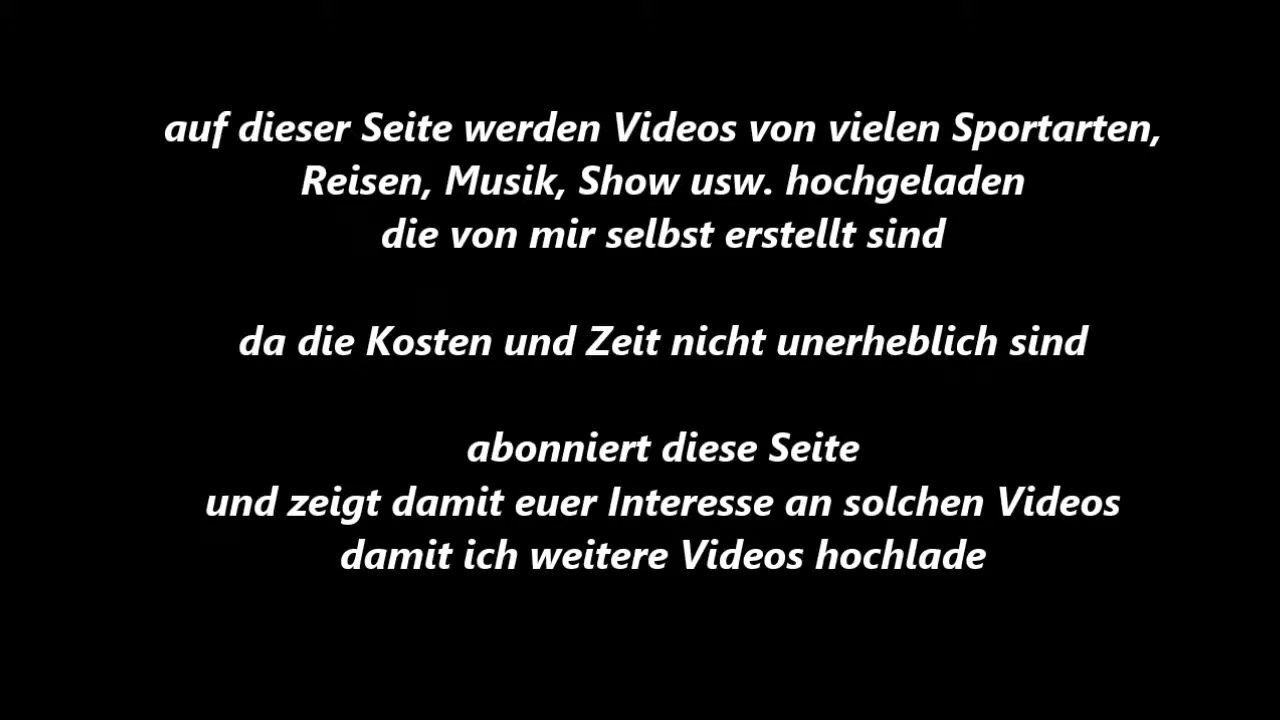 auf dieser Seite werden Videos von vielen Sportarten,
Reisen, Musik, Show usw. hochgeladen
die von mir selbst erstellt sind
da die Kosten und Zeit nicht unerheblich sind
abonniert diese Seite
und zeigt damit euer Interesse an solchen Videos
damit ich weitere Videos hochlade